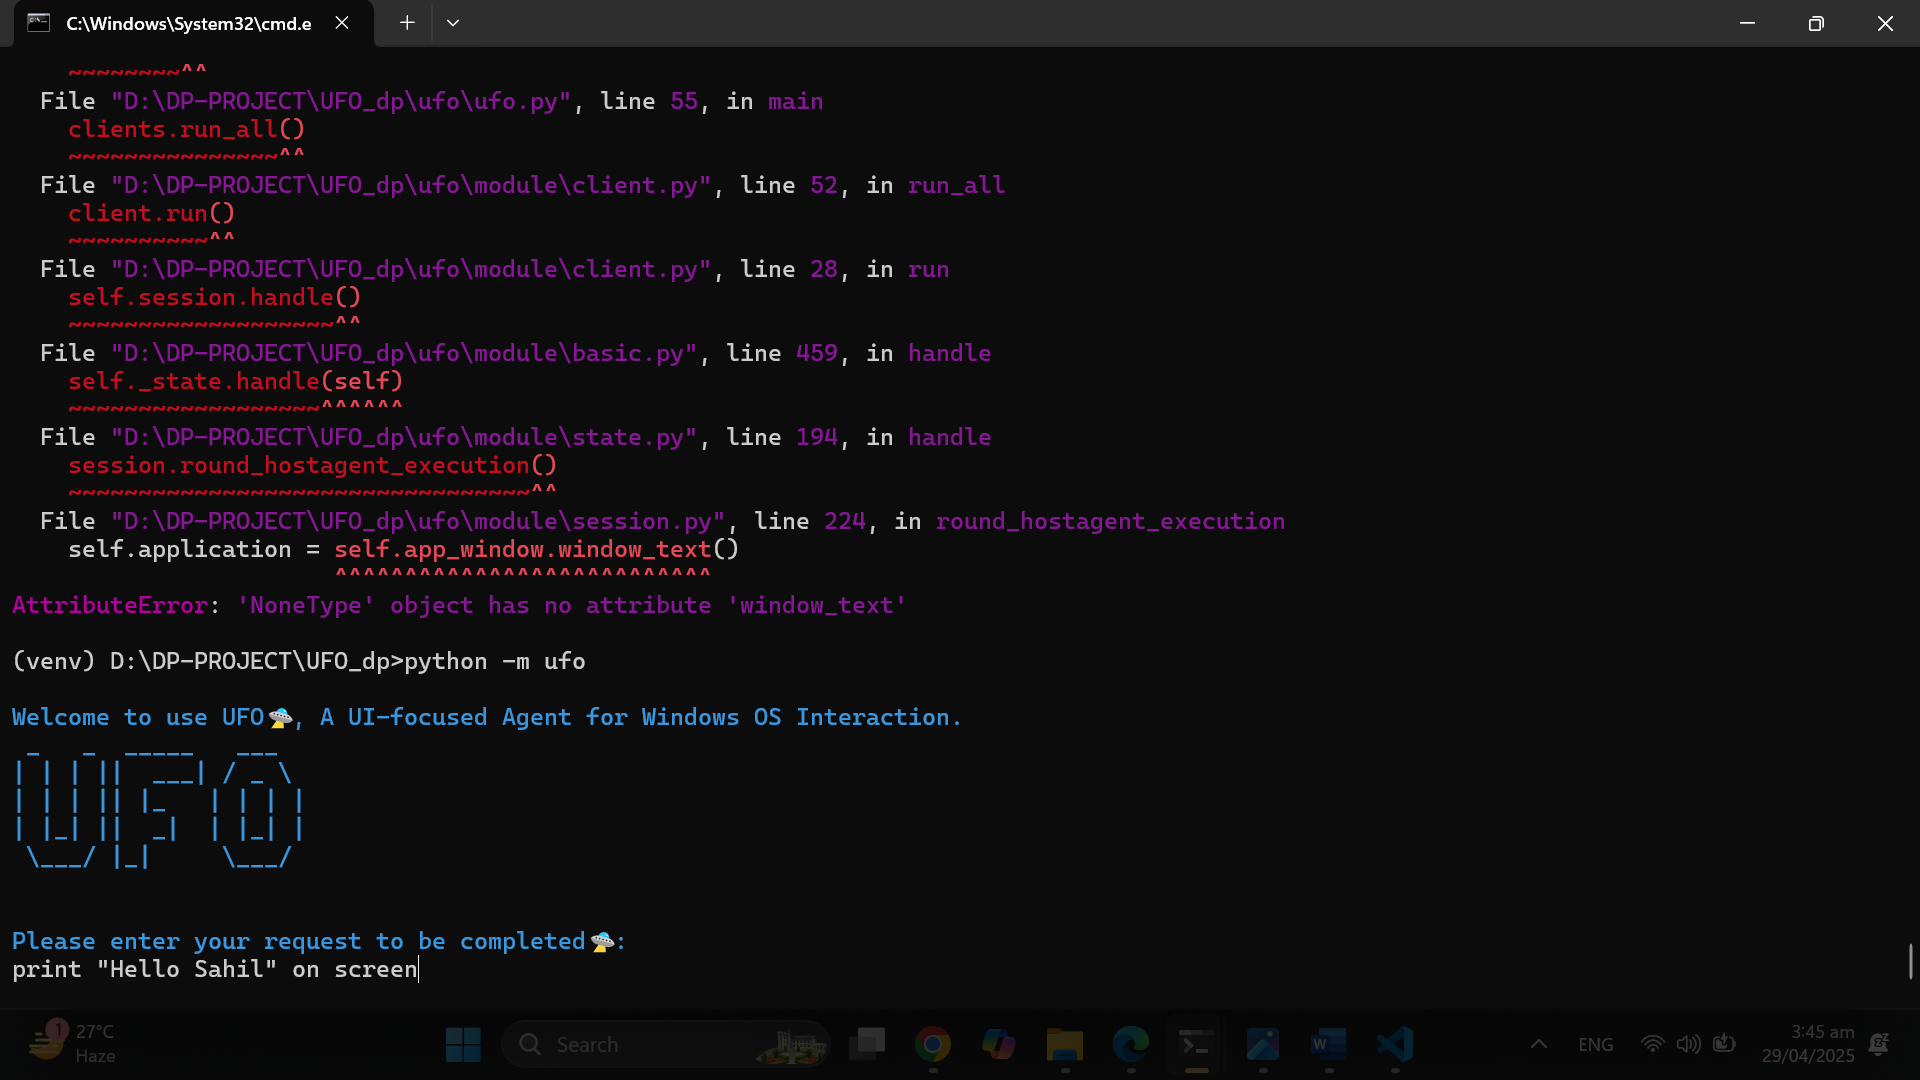 C:\Windows\System32\cmd.e
~~~~~~~~^^
File "D:\DP-PROJECT\UFO_dp\ufo\ufo.py", line 55, in main
clients.run_all()
~~~~~~~~~~~~~~~^^
File "D:\DP-PROJECT\UFO_dp\ufo\module\client.py", line 52, in run_all
client.run()
~~~~~~~~~~^^
File "D:\DP-PROJECT\UFO_dp\ufo\module\client.py", line 28, in run
self.session.handle()
~~~~~~~~~~~~~~~~~~~^^
File "D:\DP-PROJECT\UFO_dp\ufo\module\basic.py", line 459, in handle
self._state.handle(self)
~~~~~~~~~~~~~~~~~~^^^^^^
File "D:\DP-PROJECT\UFO_dp\ufo\module\state.py", line 194, in handle
session.round_hostagent_execution()
~~~~~~~~~~~~~~~~~~~~~~~~~~~~~~~~~^^
File "D:\DP-PROJECT\UFO_dp\ufo\module\session.py", line 224, in round_hostagent_execution
self.application = self.app_window.window_text()
^^^^^^^^^^^^^^^^^^^^^^^^^^^
AttributeError: 'NoneType' object has no attribute 'window_text'
(venv) D:\DP-PROJECT\UFO_dp>python -m ufo
Welcome to use UFO🛸, A UI-focused Agent for Windows OS Interaction.
 _   _  _____   ___
| | | ||  ___| / _ \
| | | || |_   | | | |
| |_| ||  _|  | |_| |
 \___/ |_|     \___/
Please enter your request to be completed🛸:
print "Hello Sahil" on screen
1
27°C
Haze
Search
ENG
3:45 am
29/04/2025